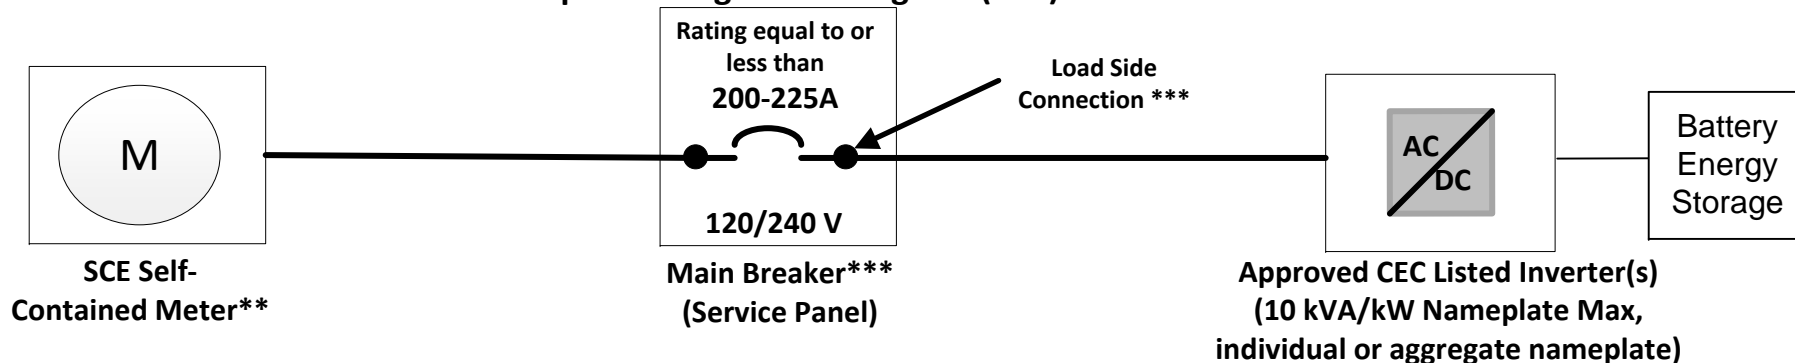 Rating equal to or
less than
200-225A
120/240 V
Main Breaker***
(Service Panel)
M
SCE Self-
Contained Meter**
Load Side
Connection ***
AC
DC
Approved CEC Listed Inverter(s)
(10 kVA/kW Nameplate Max,
individual or aggregate nameplate)
Battery
Energy
Storage